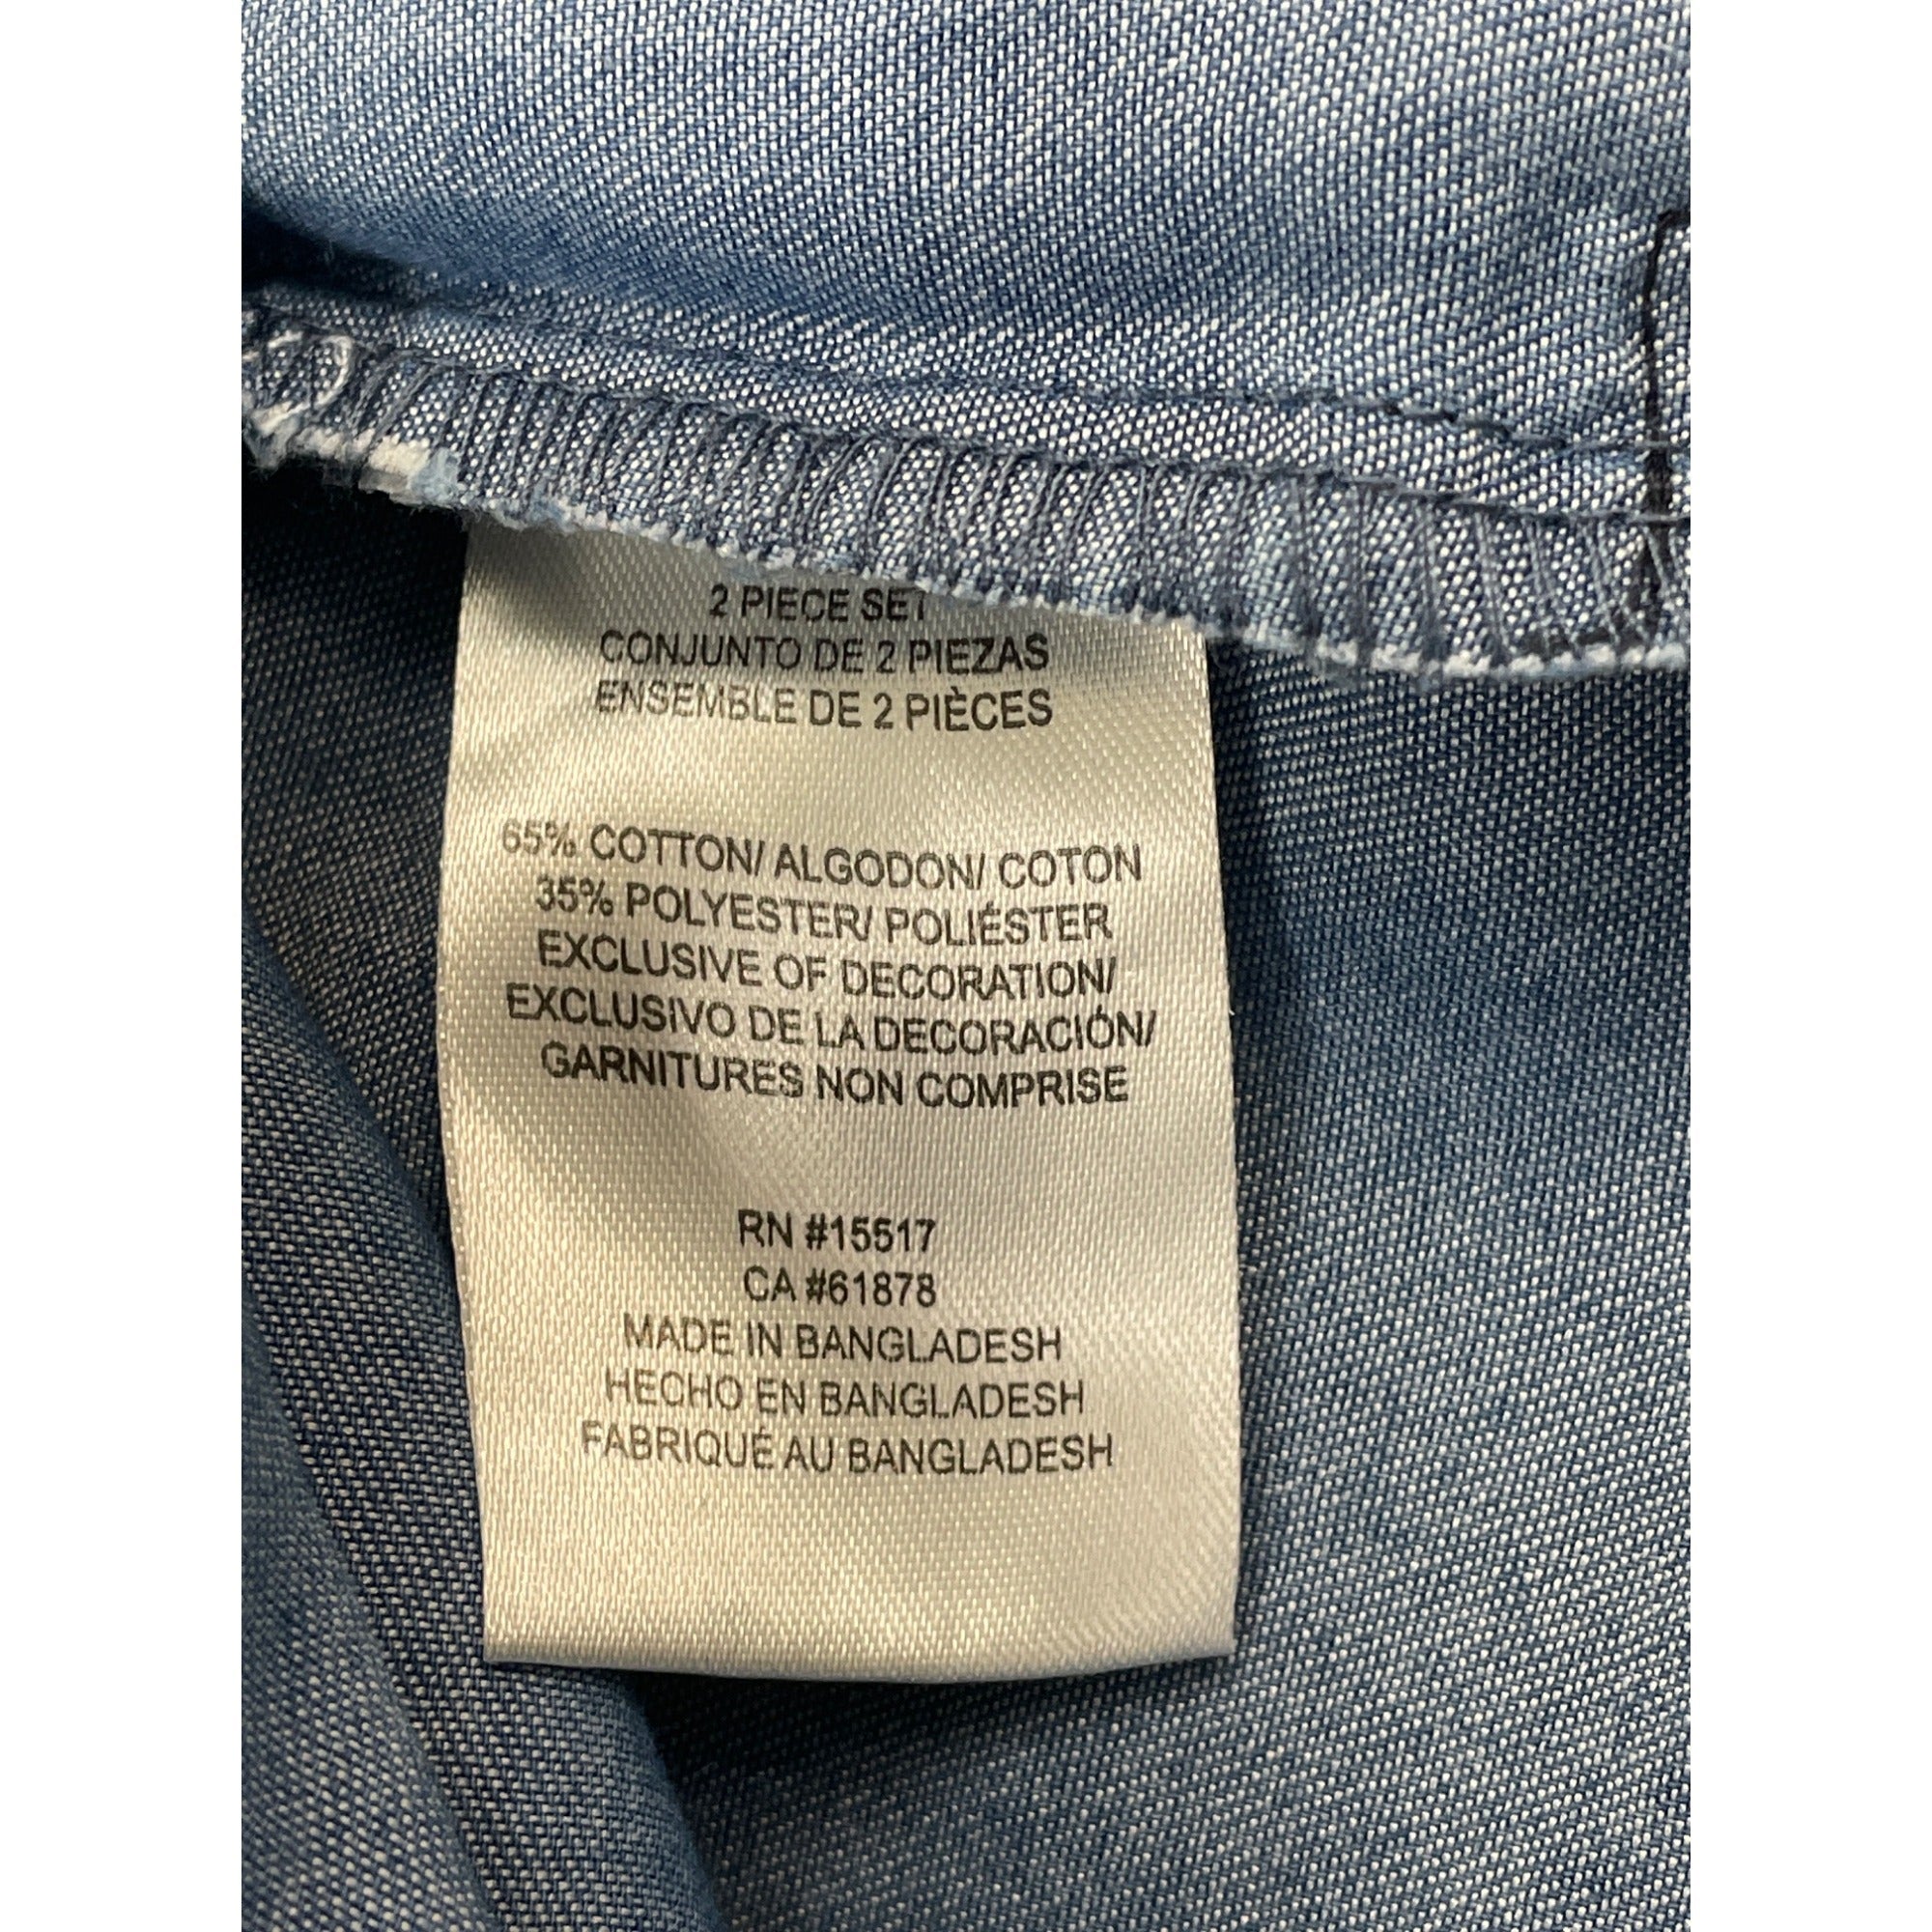 2 PIECE SET
CONJUNTO DE 2 PIEZAS
ENSEMBLE DE 2 PIÈCES
65% COTTON/ ALGODON/ COTON
35% POLYESTER/ POLIÉSTER
EXCLUSIVE OF DECORATION/
EXCLUSIVO DE LA DECORACIÓN/
GARNITURES NON COMPRISE
RN #15517
CA #61878
MADE IN BANGLADESH
HECHO EN BANGLADESH
FABRIQUÉ AU BANGLADESH